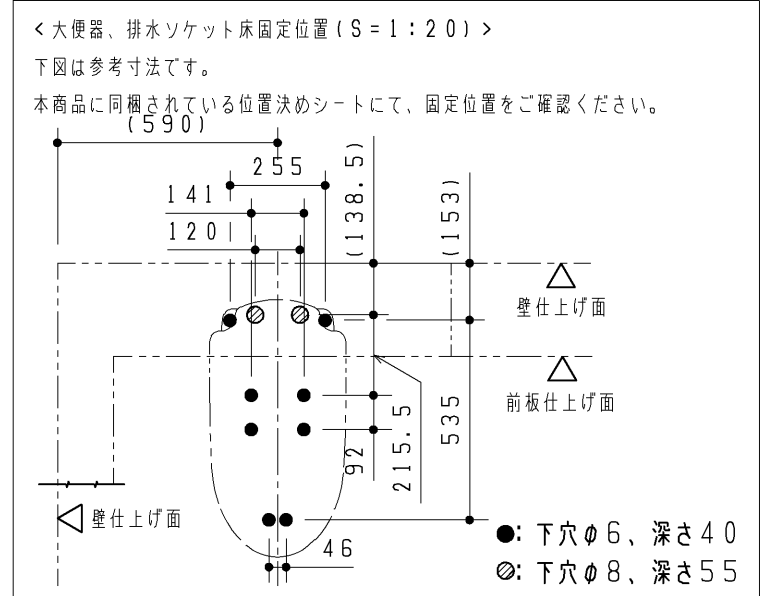 <大便器、排水ソケット床固定位置(S=1:20)>
下図は参考寸法です。
本商品に同梱されている位置決めシートにて、固定位置をご確認ください。
(590)
255
141
120
(138.5)
(153)
壁仕上げ面
前板仕上げ面
535
215.5
92
壁仕上げ面
46
●: 下穴φ6、深さ40
: 下穴φ8、深さ55